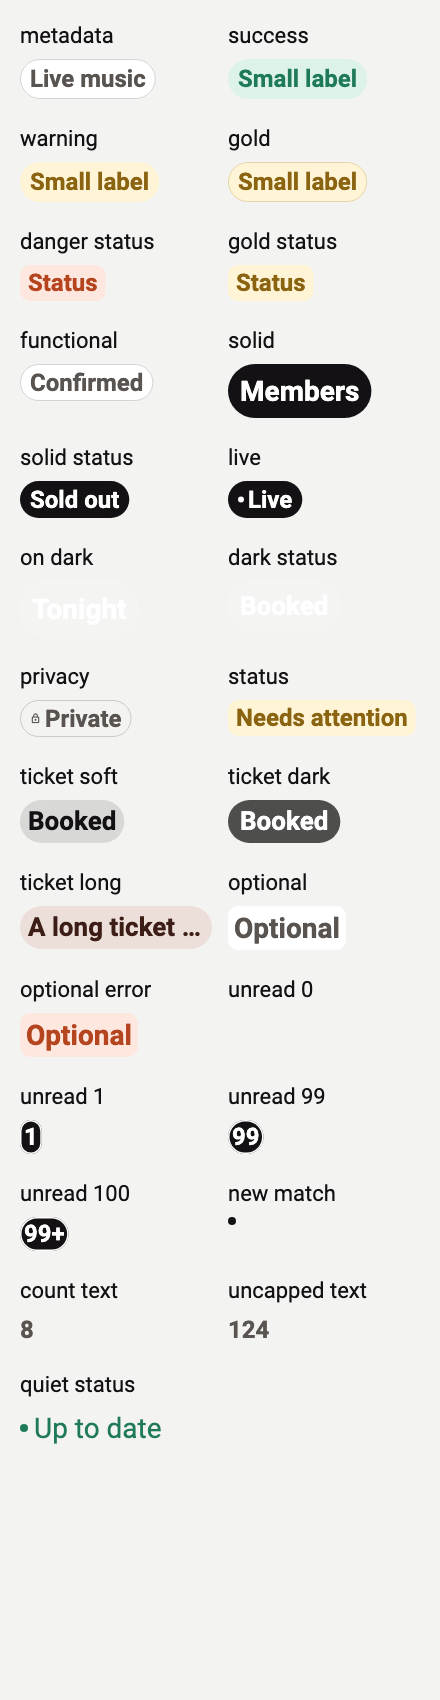 metadata
success
Live music
Small label
warning
gold
Small label
Small label
danger status
gold status
Status
Status
functional
solid
Confirmed
Members
solid status
live
Sold out
• Live
on dark
dark status
Tonight
Booked
privacy
status
Private
Needs attention
ticket soft
ticket dark
Booked
Booked
ticket long
optional
A long ticket ...
Optional
optional error
unread 0
Optional
unread 1
unread 99
1
99
unread 100
new match
99+
count text
uncapped text
8
124
quiet status
• Up to date